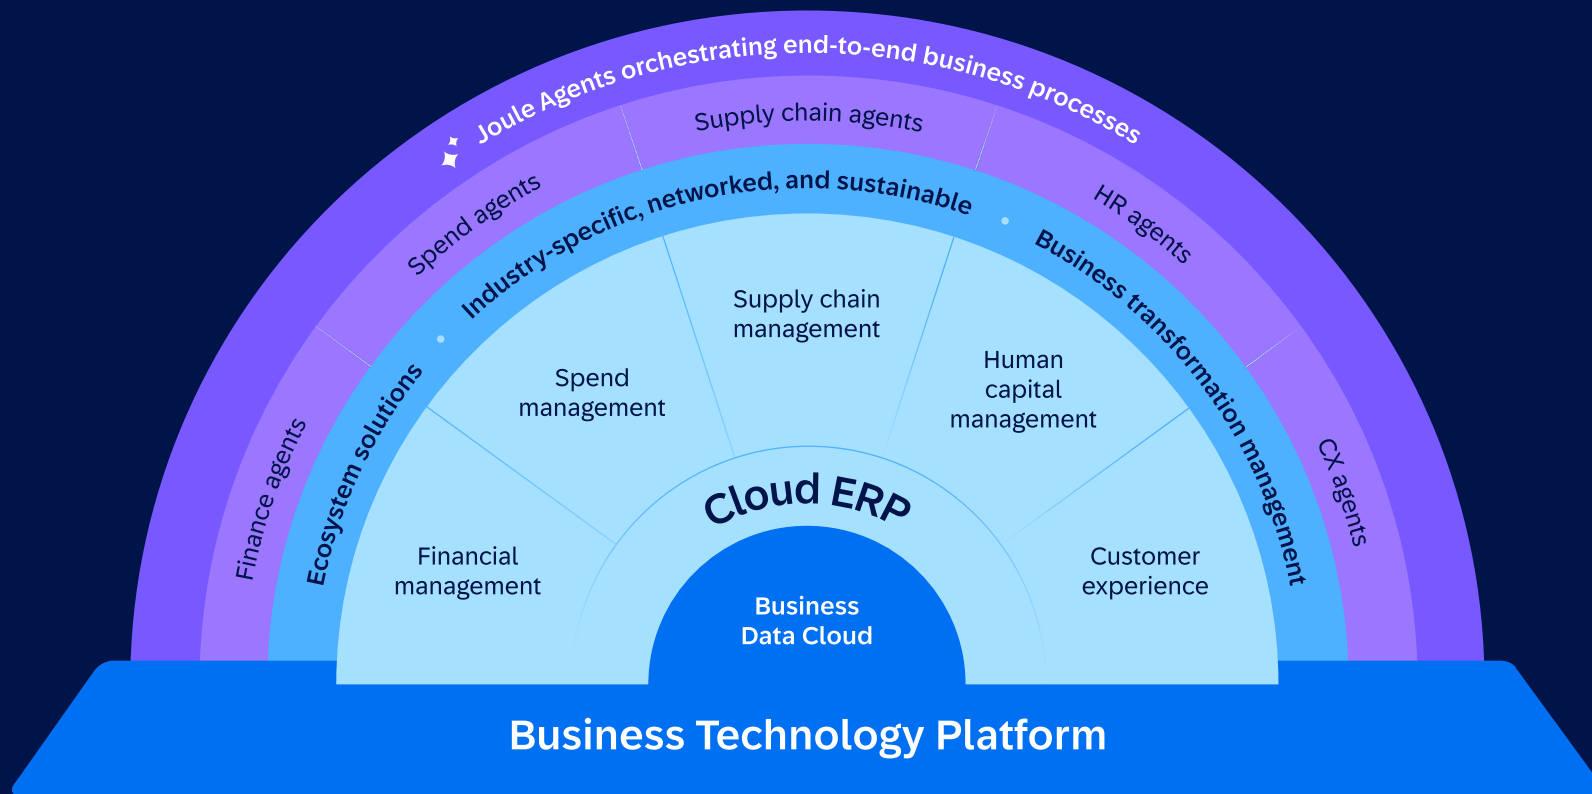 Joule Agents orchestrating end-to-end business processes
Finance agents
Spend agents
Supply chain agents
HR agents
CX agents
Ecosystem solutions
Industry-specific, networked, and sustainable
Business transformation management
Financial
management
Spend
management
Supply chain
management
Human
capital
management
Customer
experience
Cloud ERP
Business
Data Cloud
Business Technology Platform